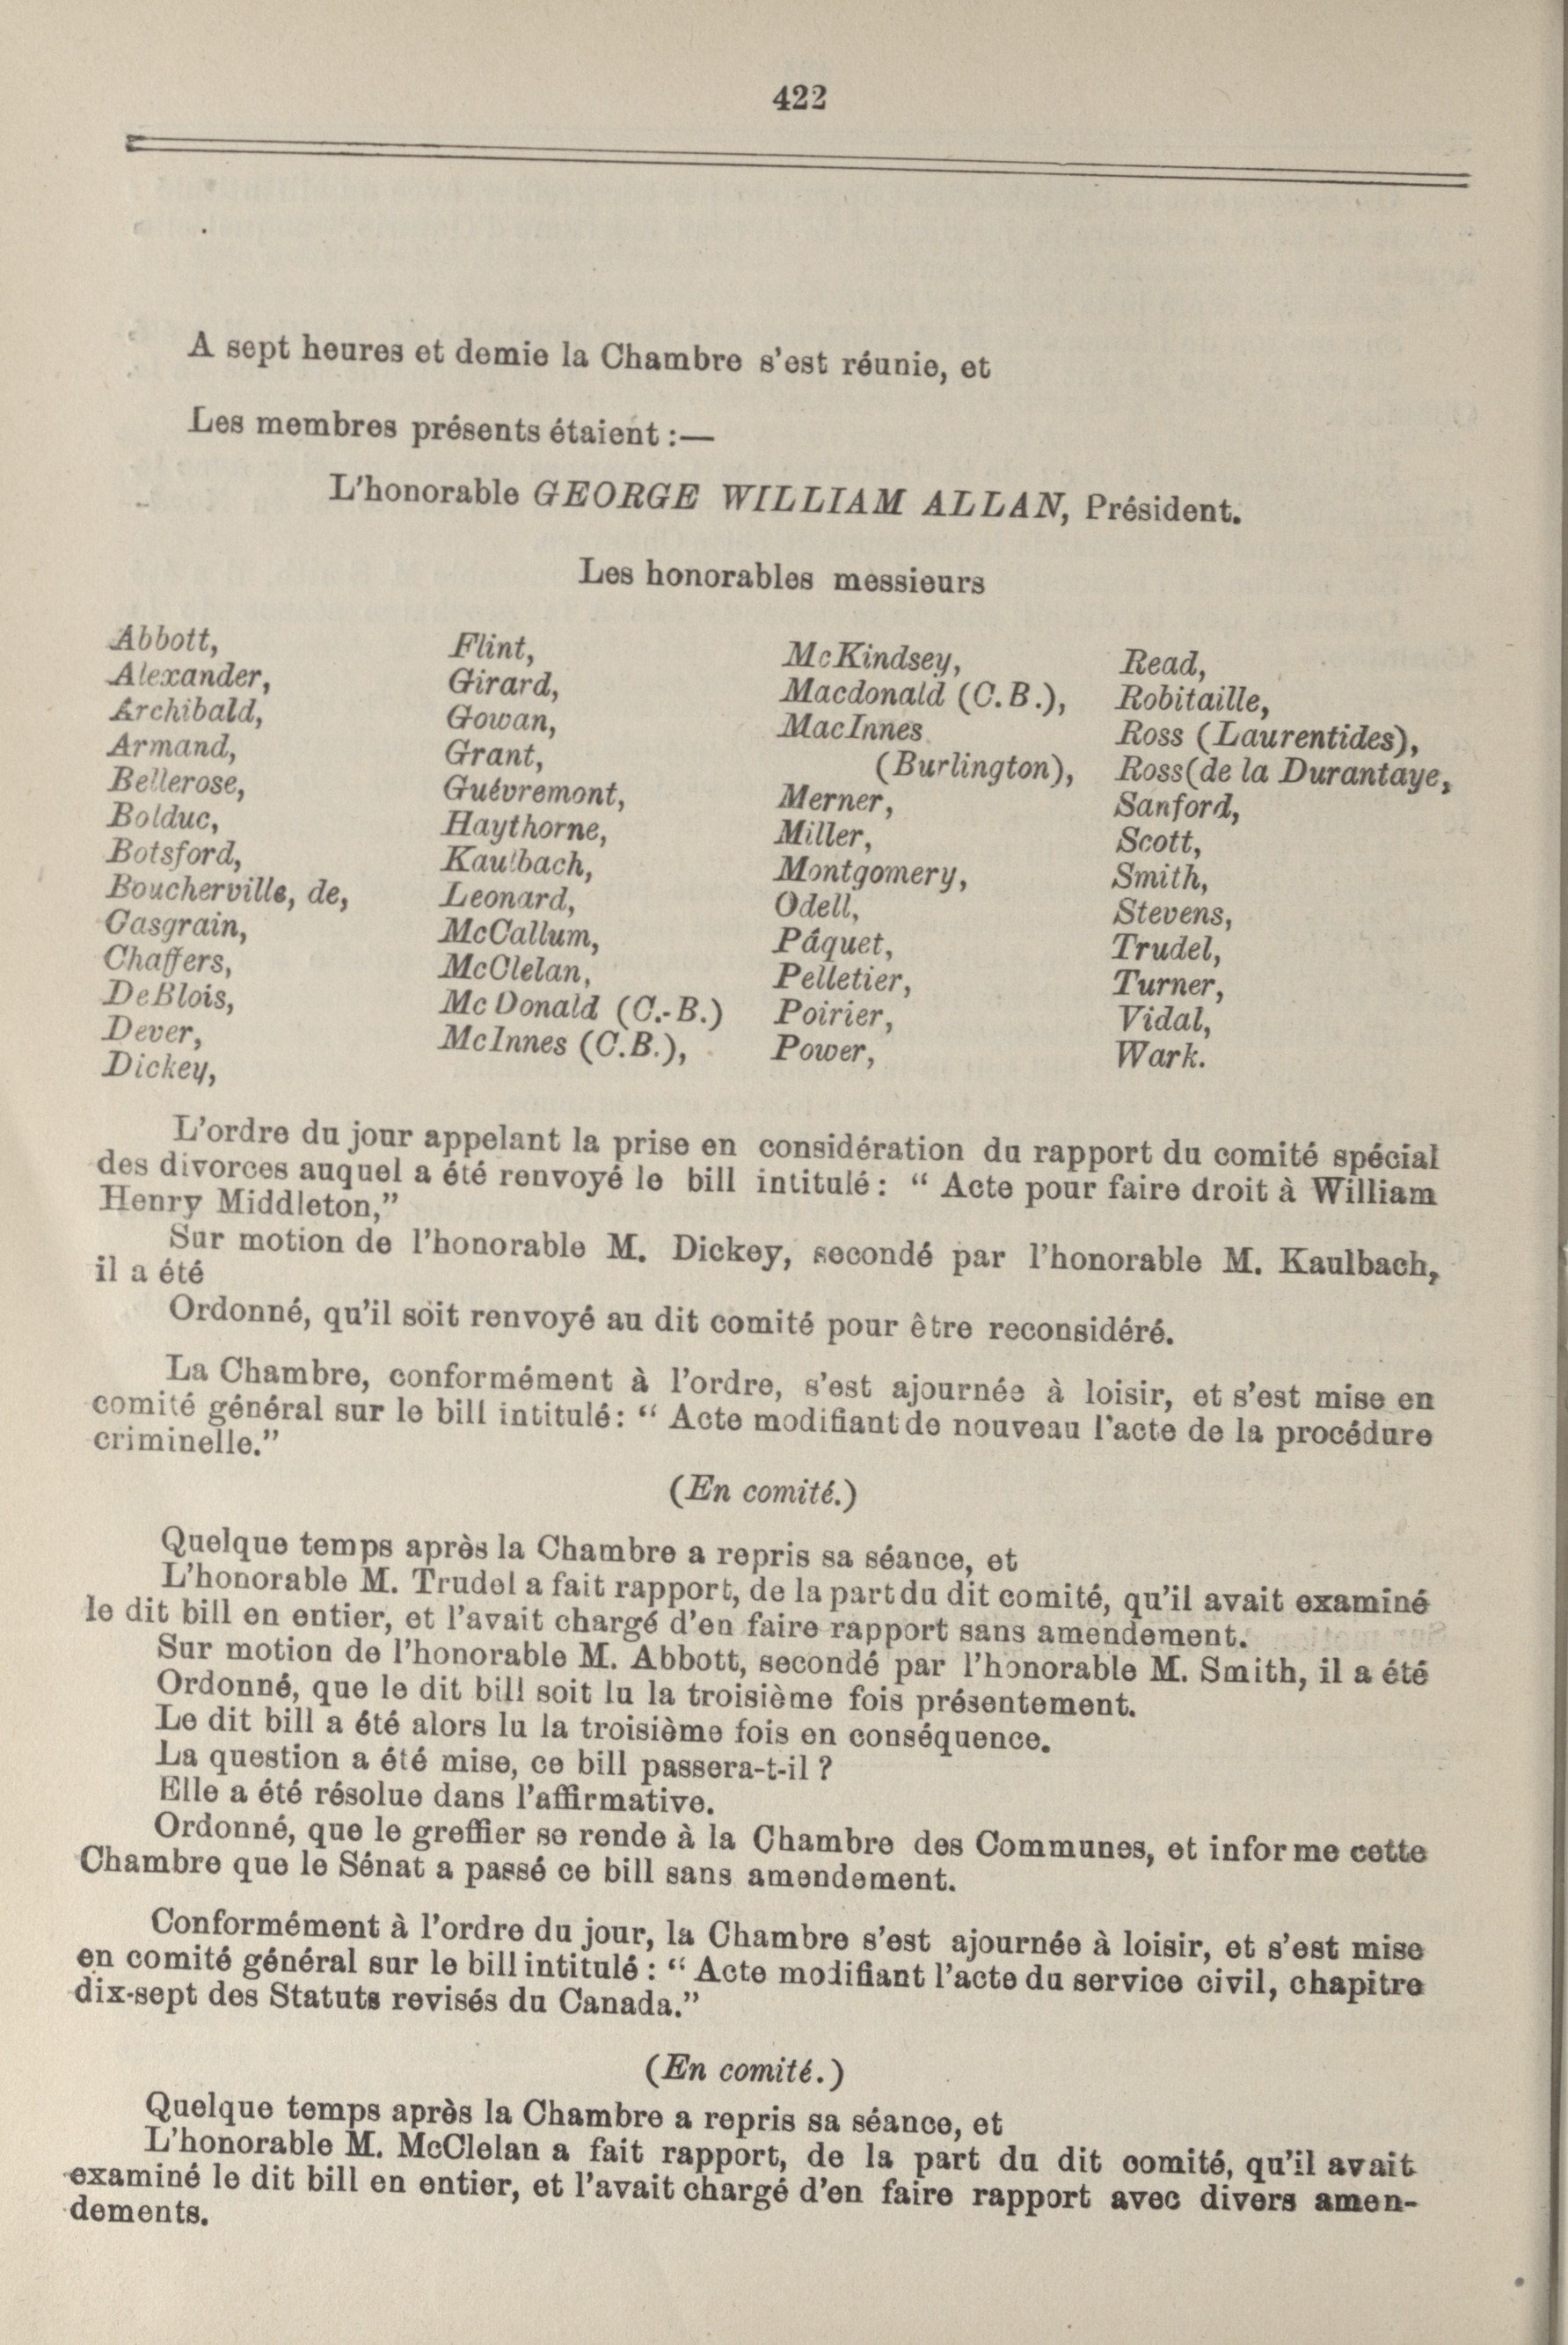 422
A sept heures et demie la Chambre s'est réunie, et
Les membres présents étaient :—
L'honorable GEORGE WILLIAM ALLAN, Président.
Les honorables messieurs
Abbott,
Alexander,
Archibald,
Armand,
Bellerose,
Bolduc,
Botsford,
Boucherville, de,
Casgrain,
Chaffers,
DeBlois,
Dever,
Dickey,
Flint,
Girard,
Gowan,
Grant,
Guévremont,
Haythorne,
Kaulbach,
Leonard,
McCallum,
McClelan,
McDonald (C.-B.)
McInnes (C.B.),
McKindsey,
Macdonald (C.B.),
MacInnes
(Burlington),
Merner,
Miller,
Montgomery,
Odell,
Pâquet,
Pelletier,
Poirier,
Power,
Read,
Robitaille,
Ross (Laurentides),
Ross(de la Durantaye,
Sanford,
Scott,
Smith,
Stevens,
Trudel,
Turner,
Vidal,
Wark.
L'ordre du jour appelant la prise en considération du rapport du comité spécial
des divorces auquel a été renvoyé le bill intitulé : “ Acte pour faire droit à William
Henry Middleton,”
Sur motion de l'honorable M. Dickey, secondé par l'honorable M. Kaulbach,
il a été
Ordonné, qu'il soit renvoyé au dit comité pour être reconsidéré.
La Chambre, conformément à l'ordre, s'est ajournée à loisir, et s'est mise en
comité général sur le bill intitulé : “ Acte modifiant de nouveau l'acte de la procédure
criminelle.”
(En comité.)
Quelque temps après la Chambre a repris sa séance, et
L'honorable M. Trudel a fait rapport, de la part du dit comité, qu'il avait examiné
le dit bill en entier, et l'avait chargé d'en faire rapport sans amendement.
Sur motion de l'honorable M. Abbott, secondé par l'honorable M. Smith, il a été
Ordonné, que le dit bill soit lu la troisième fois présentement.
Le dit bill a été alors lu la troisième fois en conséquence.
La question a été mise, ce bill passera-t-il ?
Elle a été résolue dans l'affirmative.
Ordonné, que le greffier se rende à la Chambre des Communes, et informe cette
Chambre que le Sénat a passé ce bill sans amendement.
Conformément à l'ordre du jour, la Chambre s'est ajournée à loisir, et s'est mise
en comité général sur le bill intitulé : “ Acte modifiant l'acte du service civil, chapitre
dix-sept des Statuts revisés du Canada.”
(En comité.)
Quelque temps après la Chambre a repris sa séance, et
L'honorable M. McClelan a fait rapport, de la part du dit comité, qu'il avait
examiné le dit bill en entier, et l'avait chargé d'en faire rapport avec divers amen-
dements.